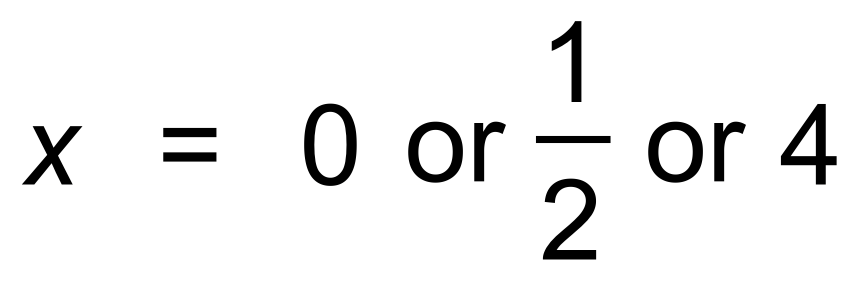 x = 0 or 1/2 or 4